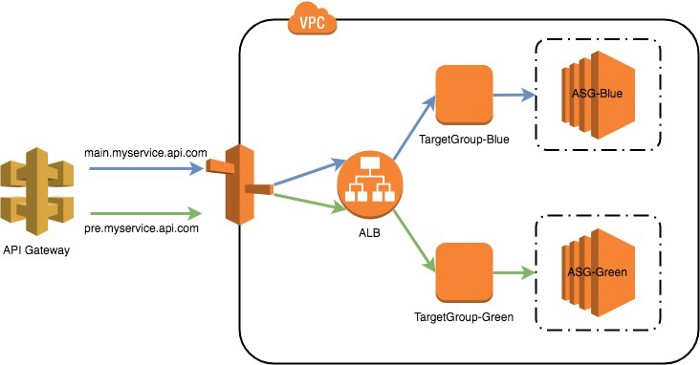 VPC
ASG-Blue
TargetGroup-Blue
main.myservice.api.com
pre.myservice.api.com
API Gateway
ALB
ASG-Green
TargetGroup-Green